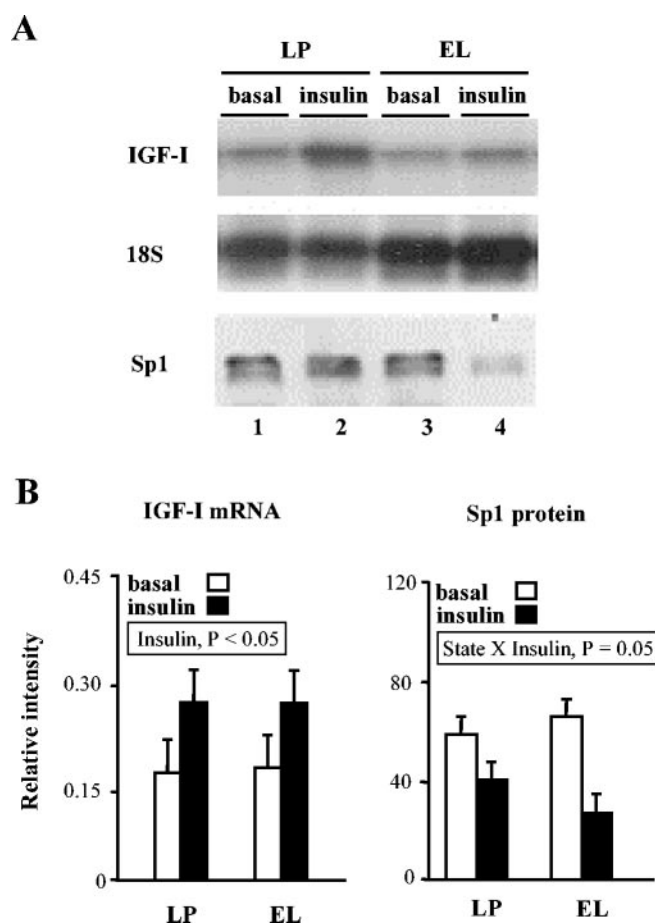 A
LP EL
basal insulin basal insulin
IGF-I
18S
Sp1
1 2 3 4
B
IGF-I mRNA
Sp1 protein
Relative intensity
0.45
0.30
0.15
0
basal
insulin
Insulin, P < 0.05
LP EL
120
80
40
0
basal
insulin
State X Insulin, P = 0.05
LP EL